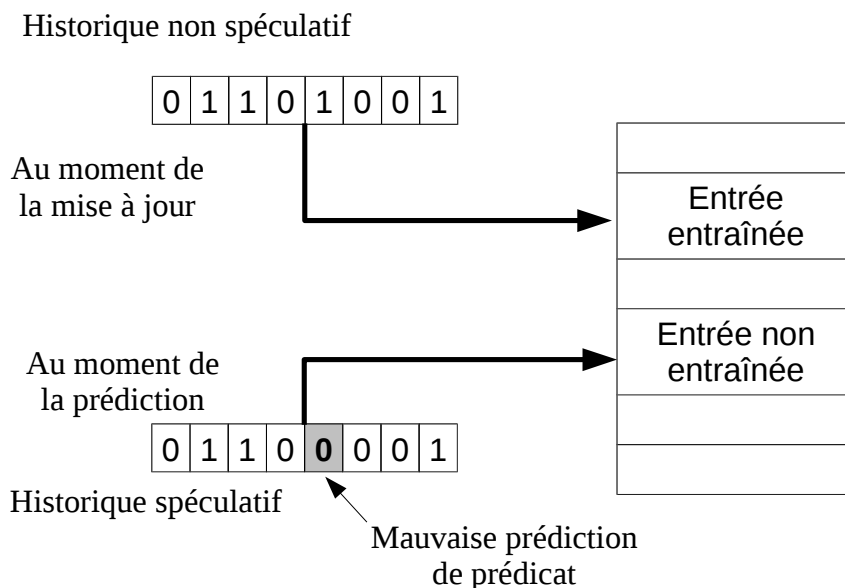 Historique non spéculatif
0 1 1 0 1 0 0 1
Au moment de
la mise à jour
Entrée
entraînée
Au moment de
la prédiction
Entrée non
entraînée
0 1 1 0 0 0 0 1
Historique spéculatif
Mauvaise prédiction
de prédicat